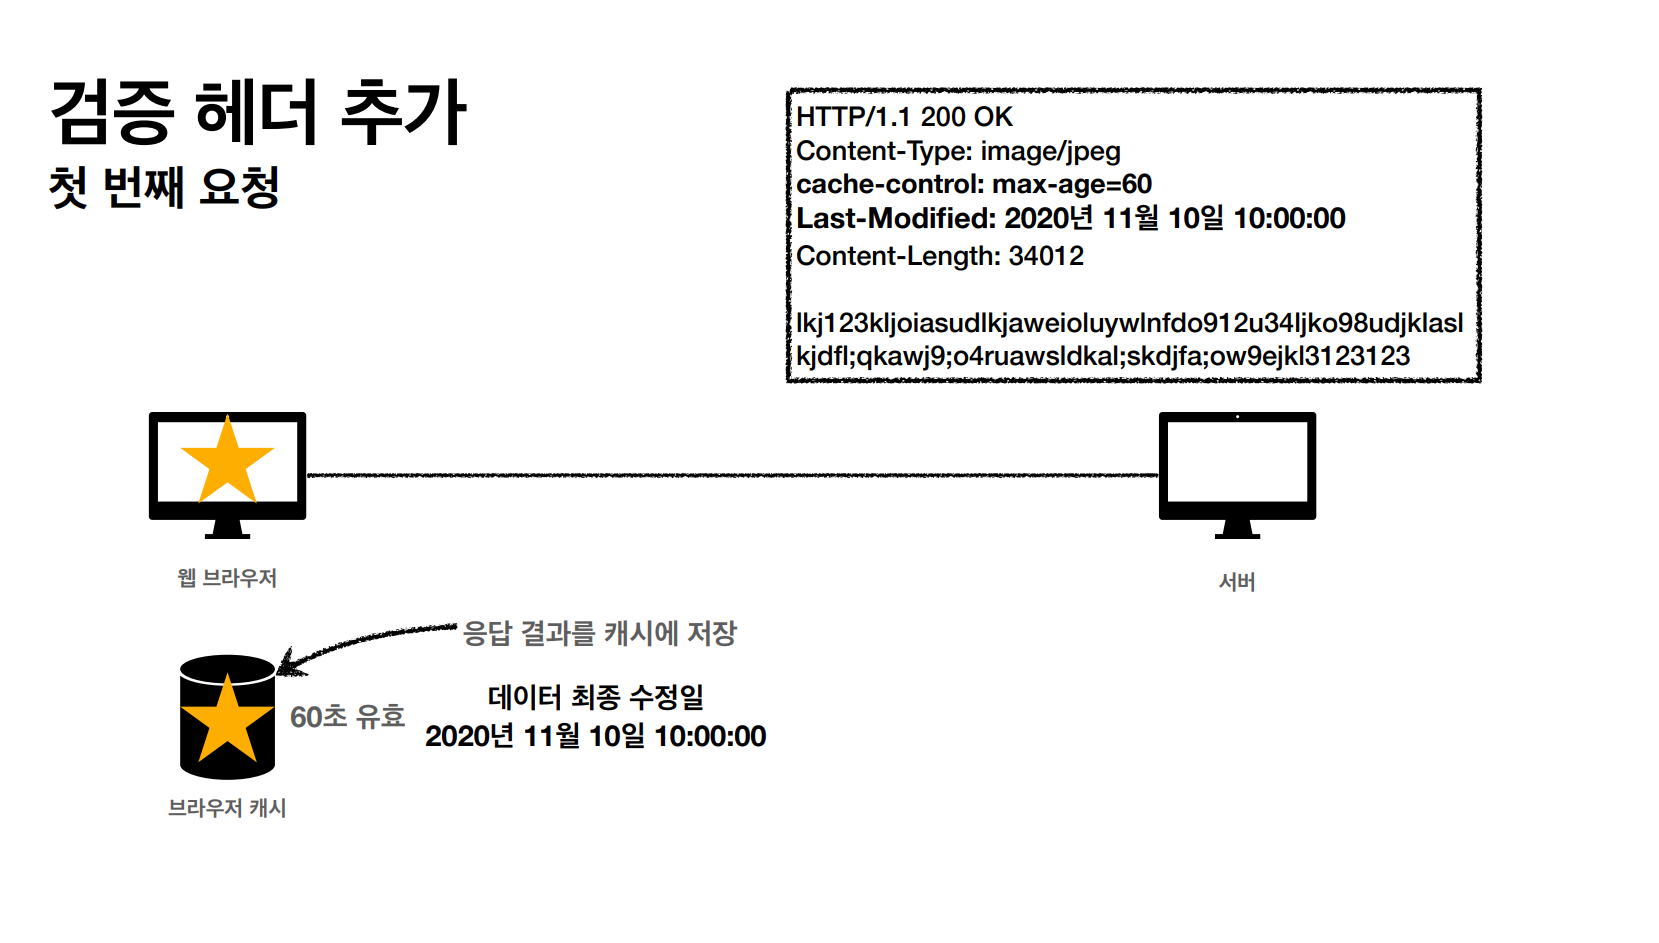 검증 헤더 추가
첫 번째 요청
HTTP/1.1 200 OK
Content-Type: image/jpeg
cache-control: max-age=60
Last-Modified: 2020년 11월 10일 10:00:00
Content-Length: 34012
lkj123kljoiasudlkjaweioluywlnfdo912u34ljko98udjklasl
kjdfl;qkawj9;o4ruawsldkal;skdjfa;ow9ejkl3123123
웹 브라우저
서버
응답 결과를 캐시에 저장
60초 유효
데이터 최종 수정일
2020년 11월 10일 10:00:00
브라우저 캐시